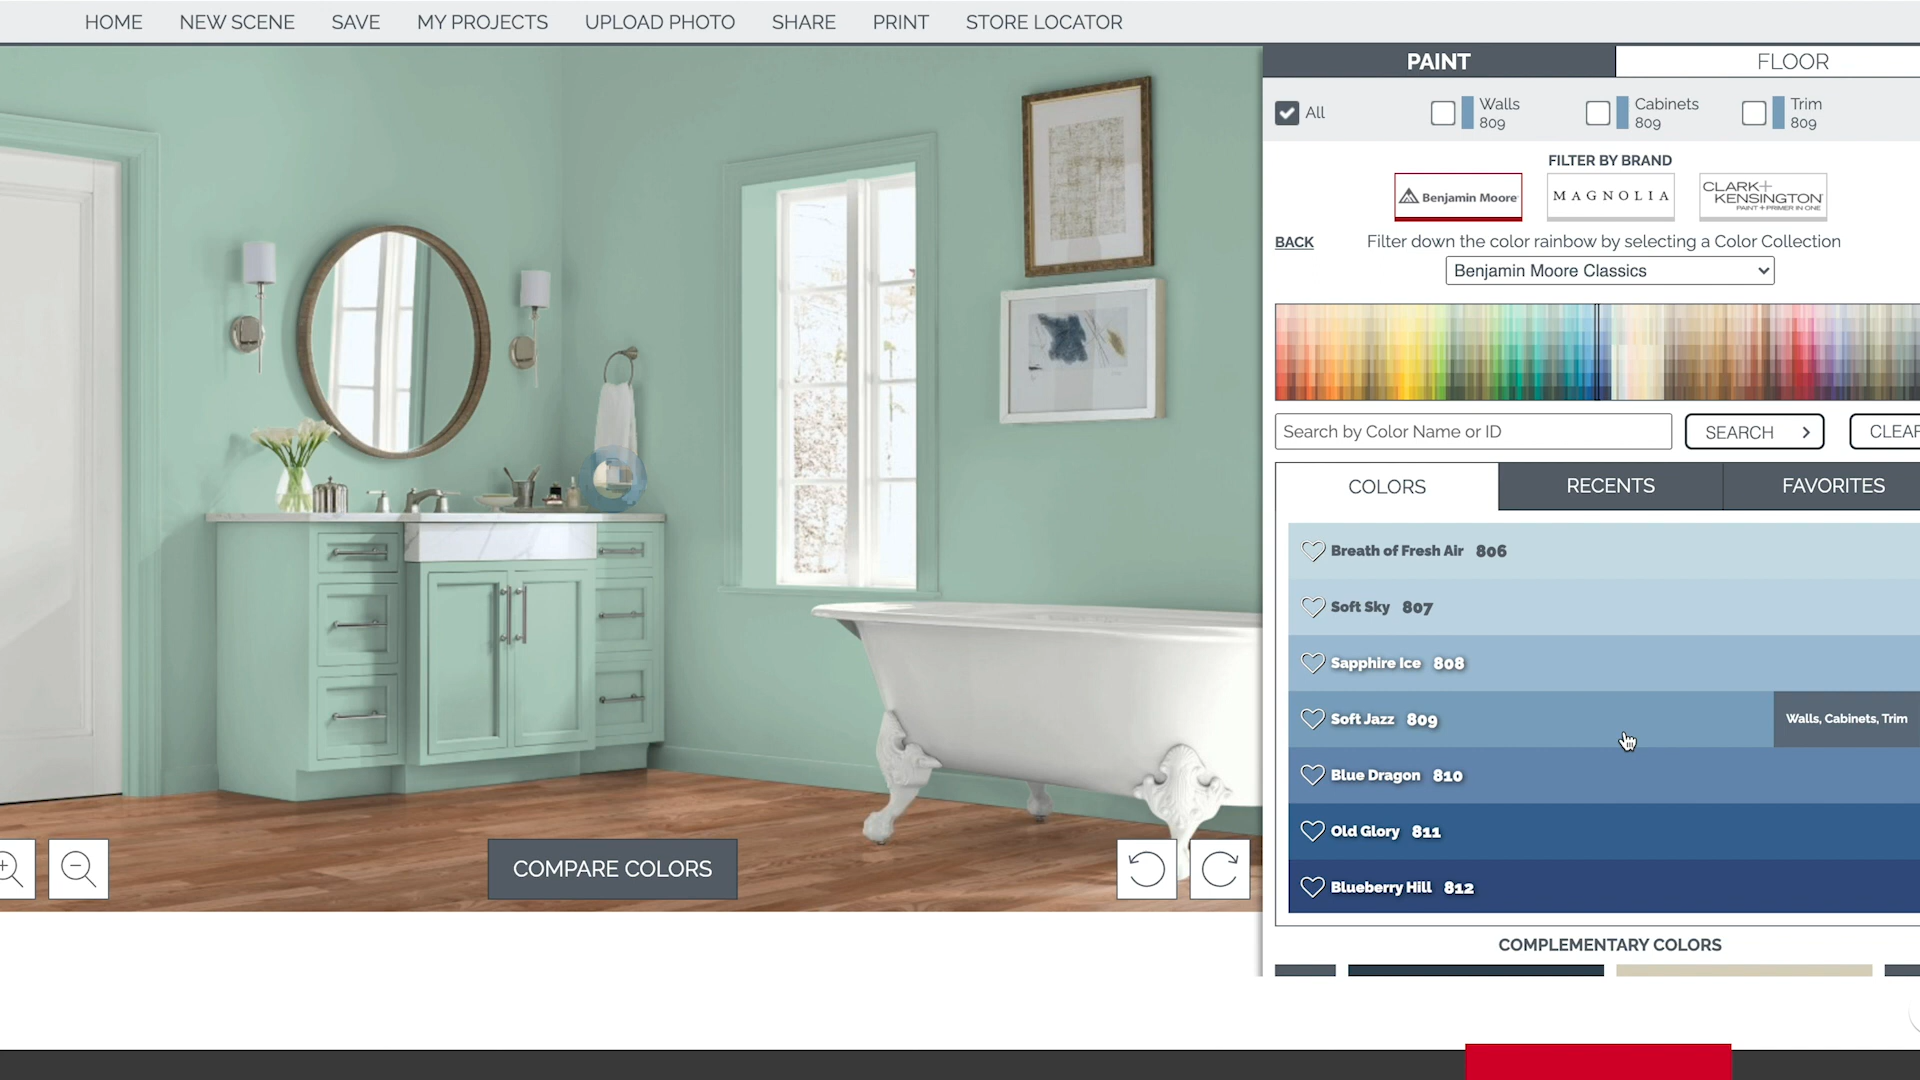 HOME NEW SCENE SAVE MY PROJECTS UPLOAD PHOTO SHARE PRINT STORE LOCATOR
PAINT FLOOR
All
Walls
809
Cabinets
809
Trim
809
FILTER BY BRAND
Benjamin Moore
MAGNOLIA
CLARK+
KENSINGTON
PAINT + PRIMER IN ONE
BACK
Filter down the color rainbow by selecting a Color Collection
Benjamin Moore Classics
Search by Color Name or ID
SEARCH
CLEAR
COLORS RECENTS FAVORITES
Breath of Fresh Air 806
Soft Sky 807
Sapphire Ice 808
Soft Jazz 809
Walls, Cabinets, Trim
Blue Dragon 810
Old Glory 811
Blueberry Hill 812
COMPARE COLORS
COMPLEMENTARY COLORS